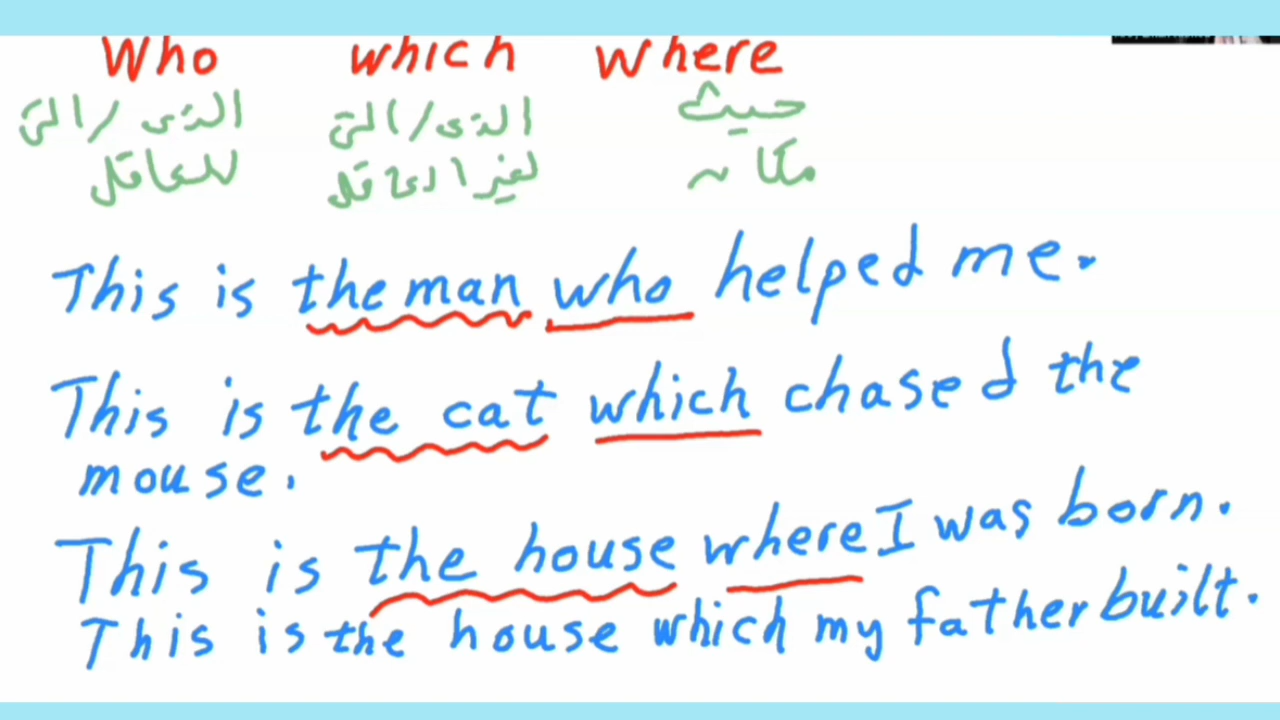 Who which where
الذى / التى الذى / التى حيث
للعاقل لغير العاقل مكان
This is the man who helped me.
This is the cat which chased the
mouse.
This is the house where I was born.
This is the house which my father built.